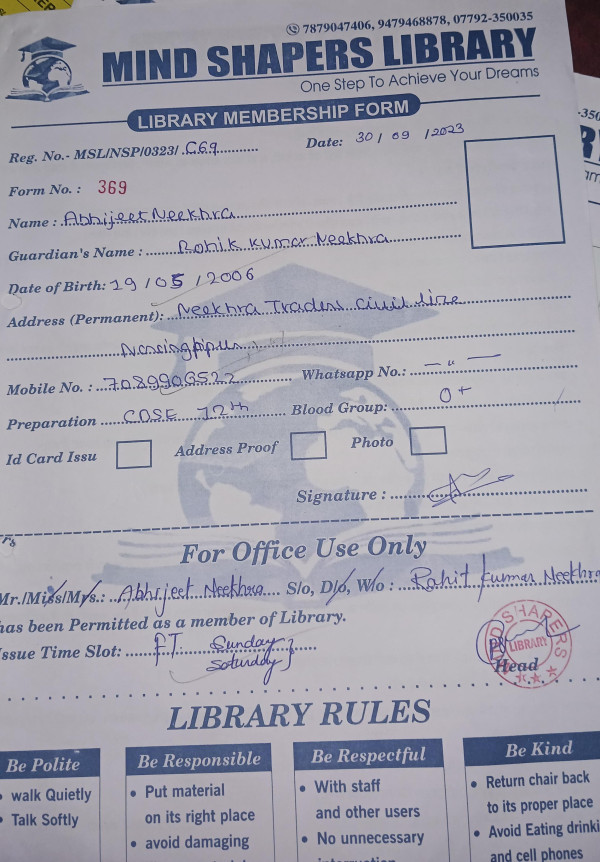 7879047406, 9479468878, 07792-350035
MIND SHAPERS LIBRARY
One Step To Achieve Your Dreams
LIBRARY MEMBERSHIP FORM
Reg. No.- MSL/NSP/0323/ C69 Date: 30 / 09 / 2023
Form No. : 369
Name : Abhijeet Neekhra
Guardian's Name : Rohik Kumar Neekhra
Date of Birth: 19 / 05 / 2006
Address (Permanent): Neekhra Traders civil line
Narsinghpur
Mobile No. : 7089906522 Whatsapp No.: — " —
Preparation CDSE 12th Blood Group: O+
Id Card Issu Address Proof Photo
Signature :
For Office Use Only
Mr./Miss/Mrs.: Abhijeet Neekhra S/o, D/o, W/o : Rohit Kumar Neekhra
has been Permitted as a member of Library.
Issue Time Slot: F.T. Sunday
Saturday }
MIND SHAPERS
LIBRARY
Head
LIBRARY RULES
Be Polite Be Responsible Be Respectful Be Kind
• walk Quietly • Put material • With staff • Return chair back
• Talk Softly on its right place and other users to its proper place
• avoid damaging • No unnecessary • Avoid Eating drinki
and cell phones